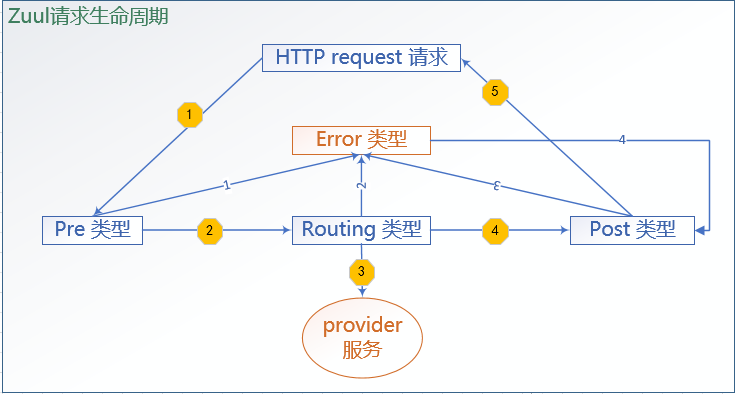 Zuul请求生命周期
HTTP request 请求
1
5
Error 类型
4
1
2
3
Pre 类型
2
Routing 类型
4
Post 类型
3
provider
服务